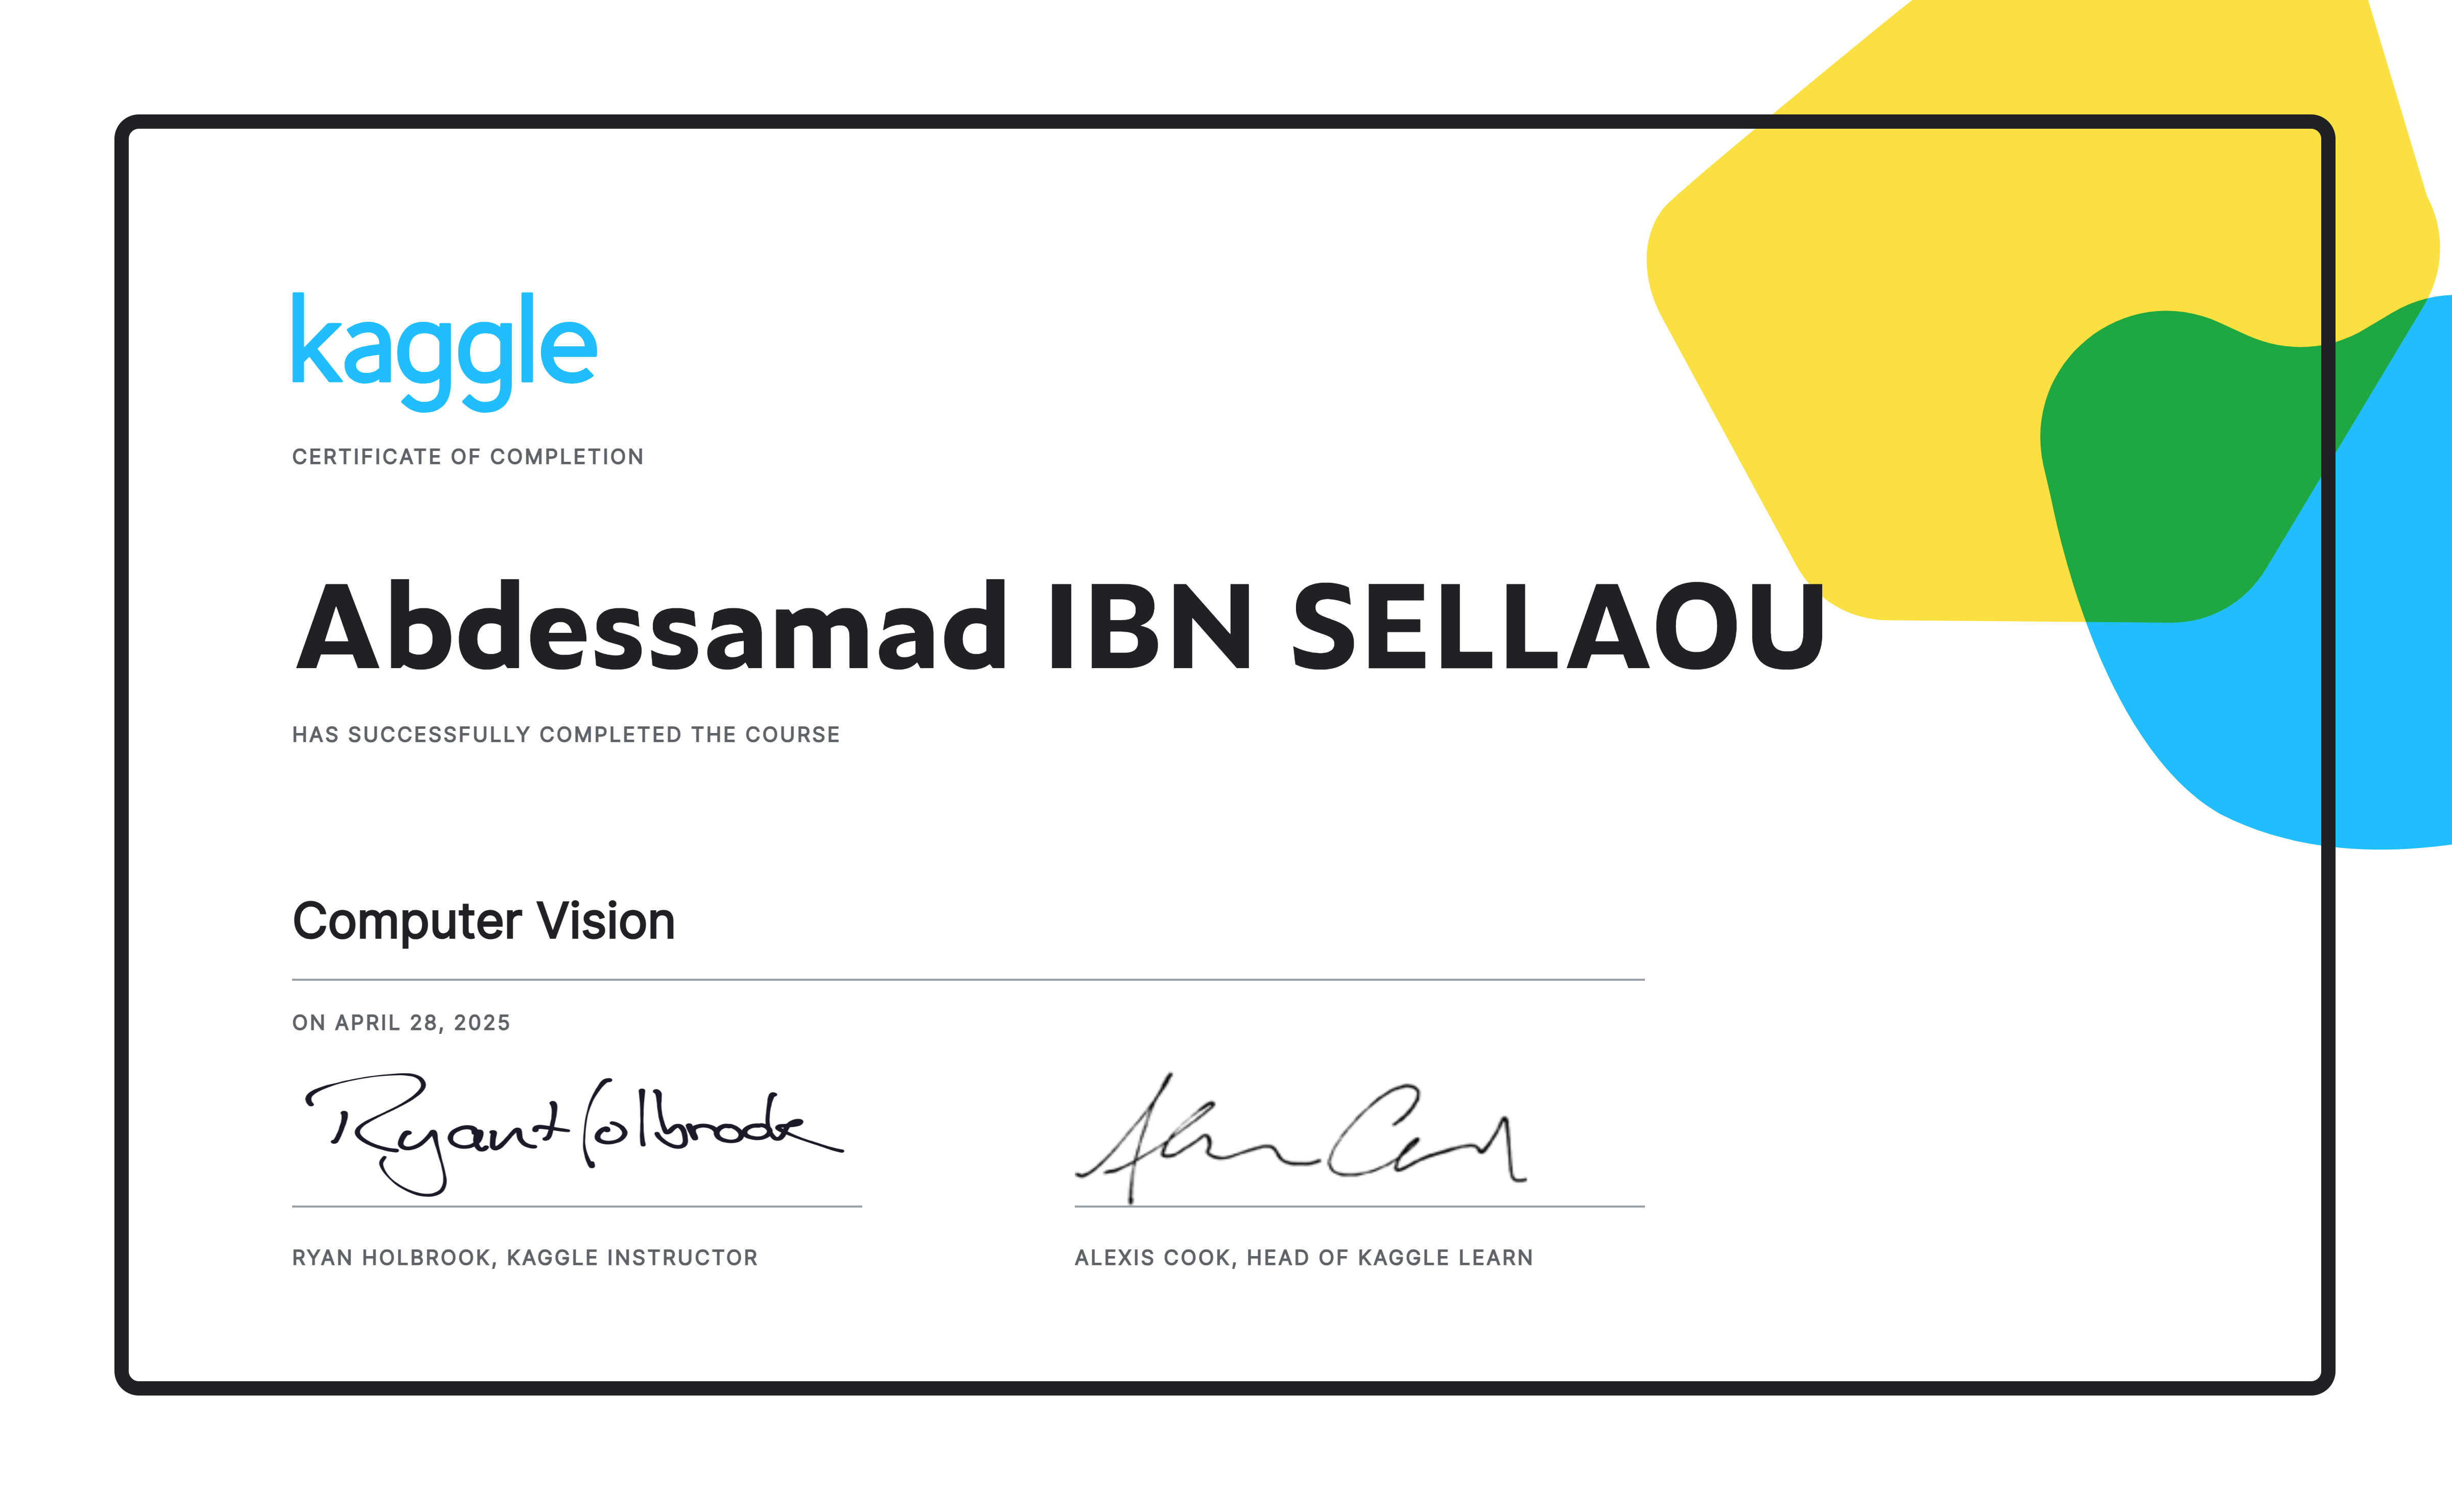 kaggle
CERTIFICATE OF COMPLETION
Abdessamad IBN SELLAOU
HAS SUCCESSFULLY COMPLETED THE COURSE
Computer Vision
ON APRIL 28, 2025
Ryan Holbrook
RYAN HOLBROOK, KAGGLE INSTRUCTOR
ALEXIS COOK, HEAD OF KAGGLE LEARN